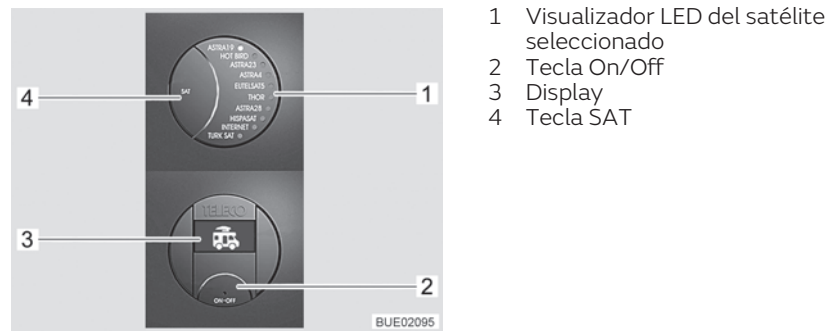 ASTRA19
HOT BIRD
ASTRA23
ASTRA4
EUTELSAT5
THOR
ASTRA28
HISPASAT
INTERNET
TURK SAT
SAT
4
1
TELECO
3
2
ON-OFF
BUE02095
1 Visualizador LED del satélite
seleccionado
2 Tecla On/Off
3 Display
4 Tecla SAT